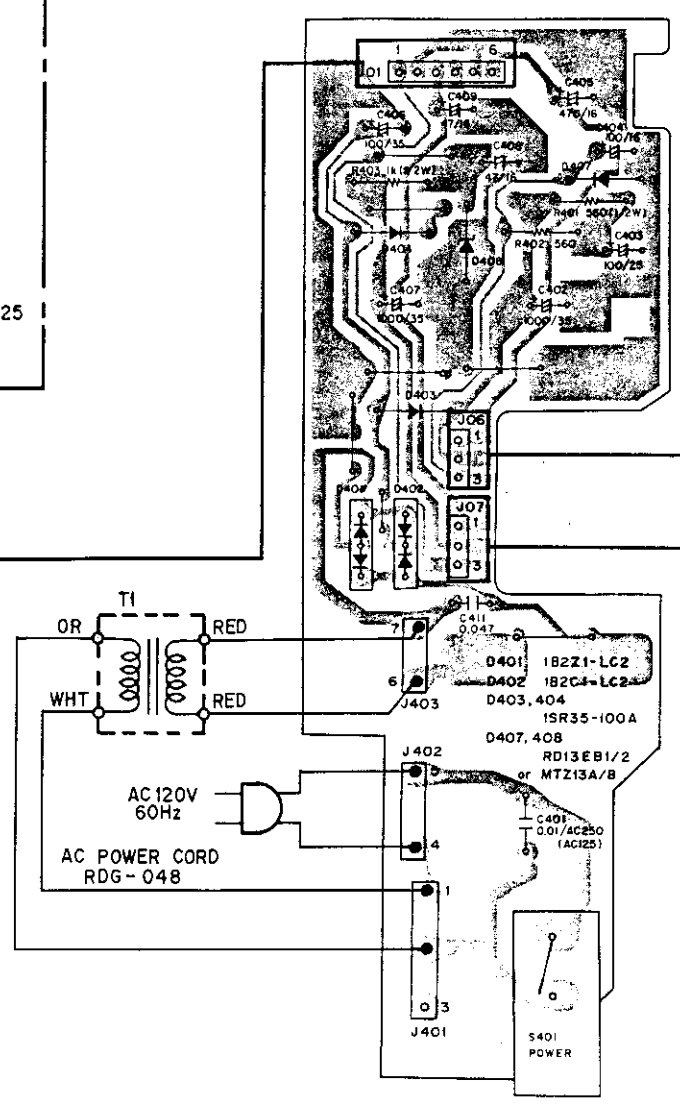 1 6
J01
C405
470/16
C409
47/16
C406
100/35
C404
100/16
C408
47/16
D407
R403 1k(1/2W)
R401 560(1/2W)
D404
D408
R402 560
C403
100/25
C407
1000/35
C402
1000/35
25
D403
J06
1
3
D401 D402
J07
1
3
T1
OR RED
WHT RED
7
6
J403
C411
0.047
D401 1B2Z1-LC2
D402 1B2C1-LC2
D403, 404
1SR35-100A
D407, 408
RD13EB1/2
or MTZ13A/B
J402
4
AC120V
60Hz
C401
0.01/AC250
(AC125)
AC POWER CORD
RDG-048
1
3
J401
S401
POWER